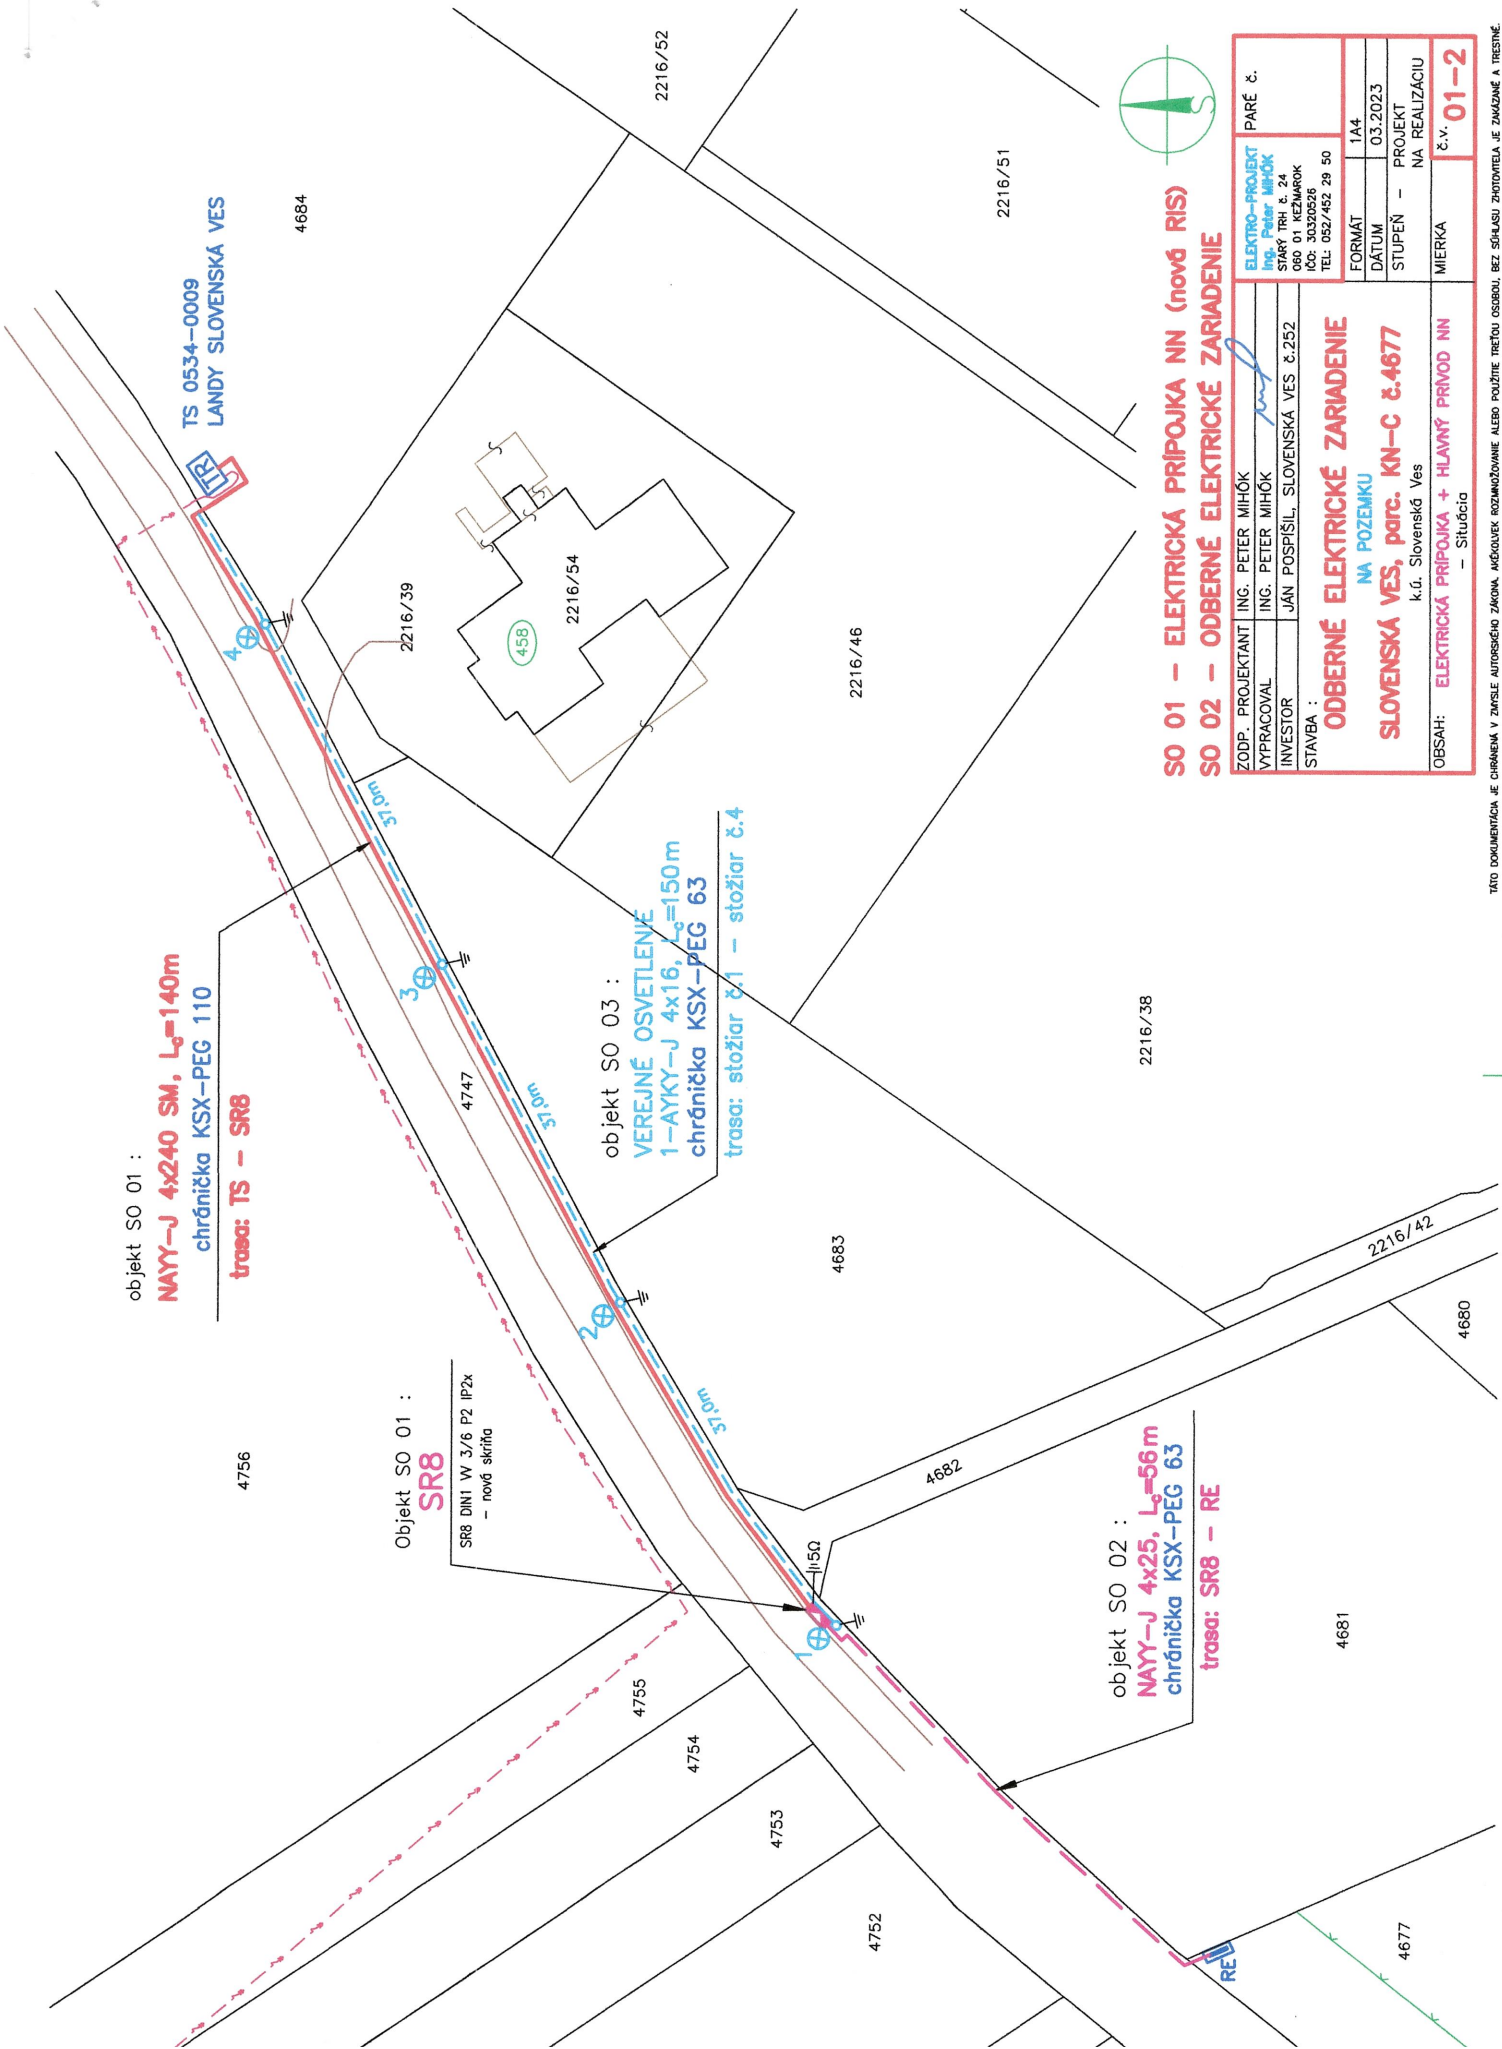 2216/52
4684
TS 0534-0009
LANDY SLOVENSKÁ VES
TR
2216/51
objekt SO 01 :
NAYY-J 4x240 SM, Lc=140m
chránička KSX-PEG 110
trasa: TS - SR8
4
37,0m
2216/39
458
2216/54
2216/46
3
4747
37,0m
objekt SO 03 :
VEREJNÉ OSVETLENIE
1-AYKY-J 4x16, Lc=150m
chránička KSX-PEG 63
trasa: stožiar č.1 - stožiar č.4
2216/38
2
37,0m
4683
4756
Objekt SO 01 :
SR8
SR8 DIN1 W 3/6 P2 IP2x
- nová skriňa
1
15Ω
4682
2216/42
4680
objekt SO 02 :
NAYY-J 4x25, Lc=56m
chránička KSX-PEG 63
trasa: SR8 - RE
4681
4755
4754
4753
4752
RE
4677
S
SO 01 - ELEKTRICKÁ PRÍPOJKA NN (nová RIS)
SO 02 - ODBERNÉ ELEKTRICKÉ ZARIADENIE
ZODP. PROJEKTANT ING. PETER MIHÓK
VYPRACOVAL ING. PETER MIHÓK
INVESTOR JÁN POSPÍŠIL, SLOVENSKÁ VES č.252
ELEKTRO-PROJEKT
Ing. Peter MIHÓK
STARÝ TRH č. 24
060 01 KEŽMAROK
IČO: 30320526
TEL: 052/452 29 50
PARÉ č.
STAVBA :
ODBERNÉ ELEKTRICKÉ ZARIADENIE
NA POZEMKU
SLOVENSKÁ VES, parc. KN-C č.4677
k.ú. Slovenská Ves
FORMÁT 1A4
DÁTUM 03.2023
STUPEŇ - PROJEKT
NA REALIZÁCIU
OBSAH: ELEKTRICKÁ PRÍPOJKA + HLAVNÝ PRÍVOD NN
- Situácia
MIERKA
č.v. 01-2
TÁTO DOKUMENTÁCIA JE CHRÁNENÁ V ZMYSLE AUTORSKÉHO ZÁKONA. AKÉKOĽVEK ROZMNOŽOVANIE ALEBO POUŽITIE TREŤOU OSOBOU, BEZ SÚHLASU ZHOTOVITEĽA JE ZAKÁZANÉ A TRESTNÉ.